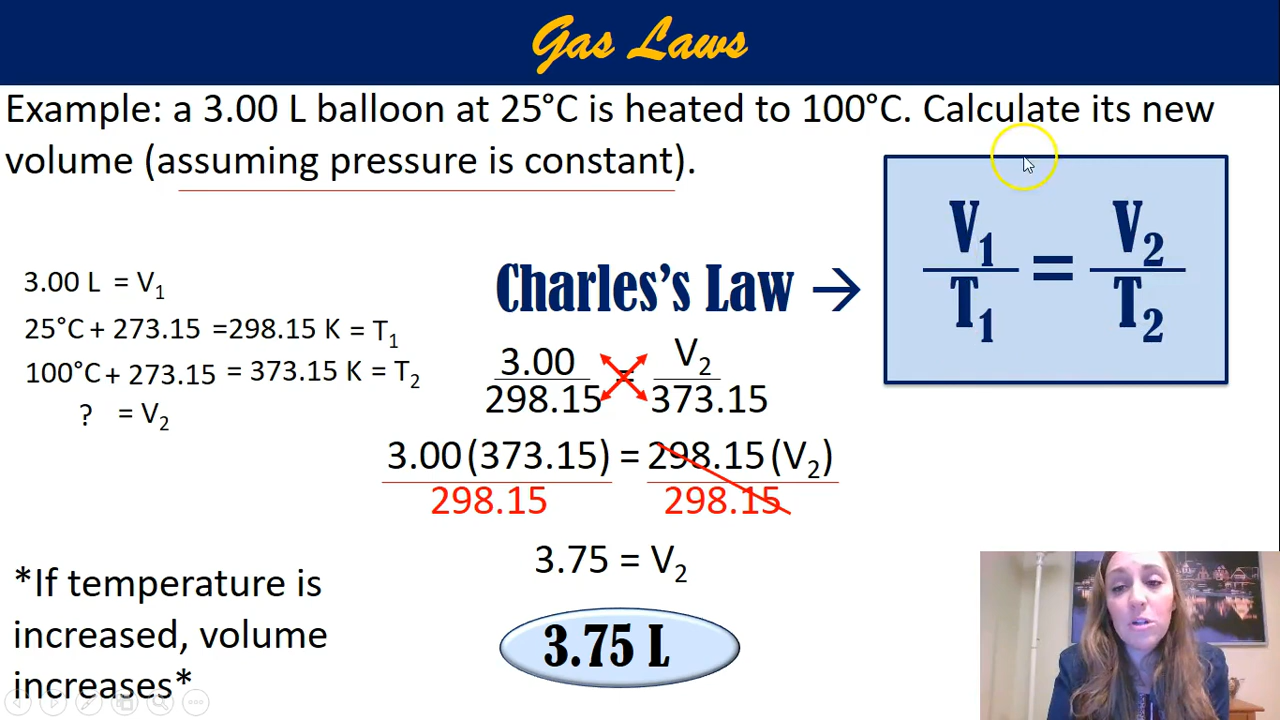 Gas Laws
Example: a 3.00 L balloon at 25°C is heated to 100°C. Calculate its new
volume (assuming pressure is constant).
V₁/T₁ = V₂/T₂
Charles's Law →
3.00 L = V₁
25°C + 273.15 =298.15 K = T₁
100°C + 273.15 = 373.15 K = T₂
? = V₂
3.00/298.15 = V₂/373.15
3.00(373.15) = 298.15(V₂)
298.15 298.15
3.75 = V₂
3.75 L
*If temperature is
increased, volume
increases*